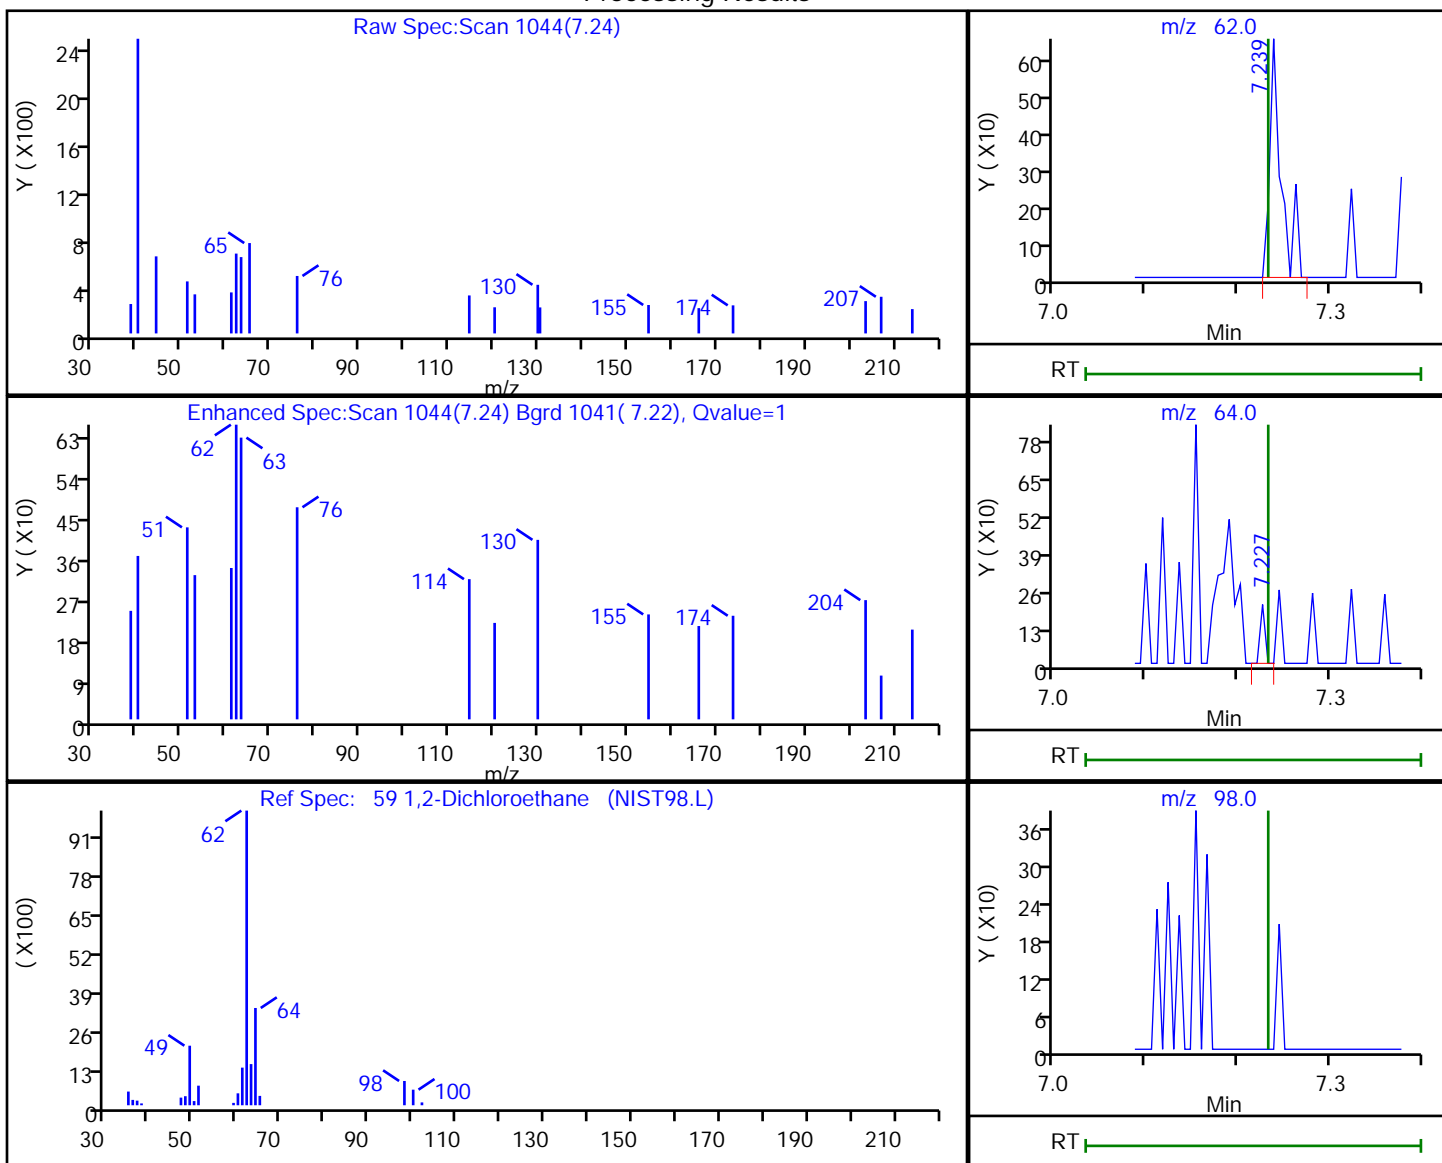 Processing Results
Raw Spec:Scan 1044(7.24)
Y ( X100)
24
20
16
12
8
4
0
65
76
130
155
174
207
30 50 70 90 110 130 150 170 190 210
m/z
m/z 62.0
Y ( X10)
60
50
40
30
20
10
0
7.239
7.0 7.3
Min
RT
Enhanced Spec:Scan 1044(7.24) Bgrd 1041( 7.22), Qvalue=1
Y ( X10)
63
54
45
36
27
18
9
0
62
63
51
76
114
130
155
174
204
30 50 70 90 110 130 150 170 190 210
m/z
m/z 64.0
Y ( X10)
78
65
52
39
26
13
0
7.227
7.0 7.3
Min
RT
Ref Spec: 59 1,2-Dichloroethane (NIST98.L)
( X100)
91
78
65
52
39
26
13
0
62
64
49
98
100
30 50 70 90 110 130 150 170 190 210
m/z 98.0
Y ( X10)
36
30
24
18
12
6
0
7.0 7.3
Min
RT